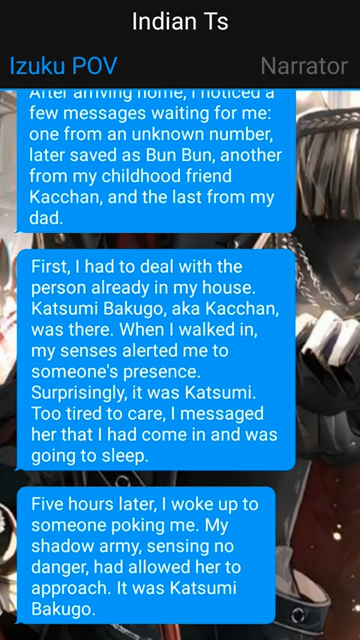 Indian Ts
Izuku POV
Narrator
After arriving home, I noticed a
few messages waiting for me:
one from an unknown number,
later saved as Bun Bun, another
from my childhood friend
Kacchan, and the last from my
dad.
First, I had to deal with the
person already in my house.
Katsumi Bakugo, aka Kacchan,
was there. When I walked in,
my senses alerted me to
someone's presence.
Surprisingly, it was Katsumi.
Too tired to care, I messaged
her that I had come in and was
going to sleep.
Five hours later, I woke up to
someone poking me. My
shadow army, sensing no
danger, had allowed her to
approach. It was Katsumi
Bakugo.